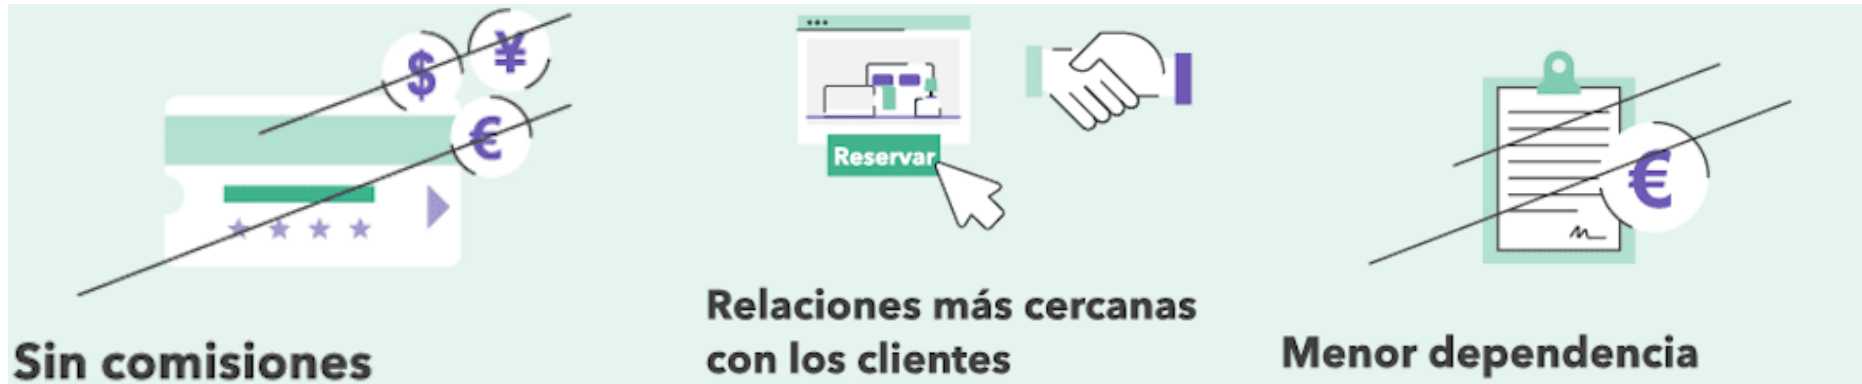 $ ¥
€
Sin comisiones
Reservar
Relaciones más cercanas
con los clientes
€
Menor dependencia